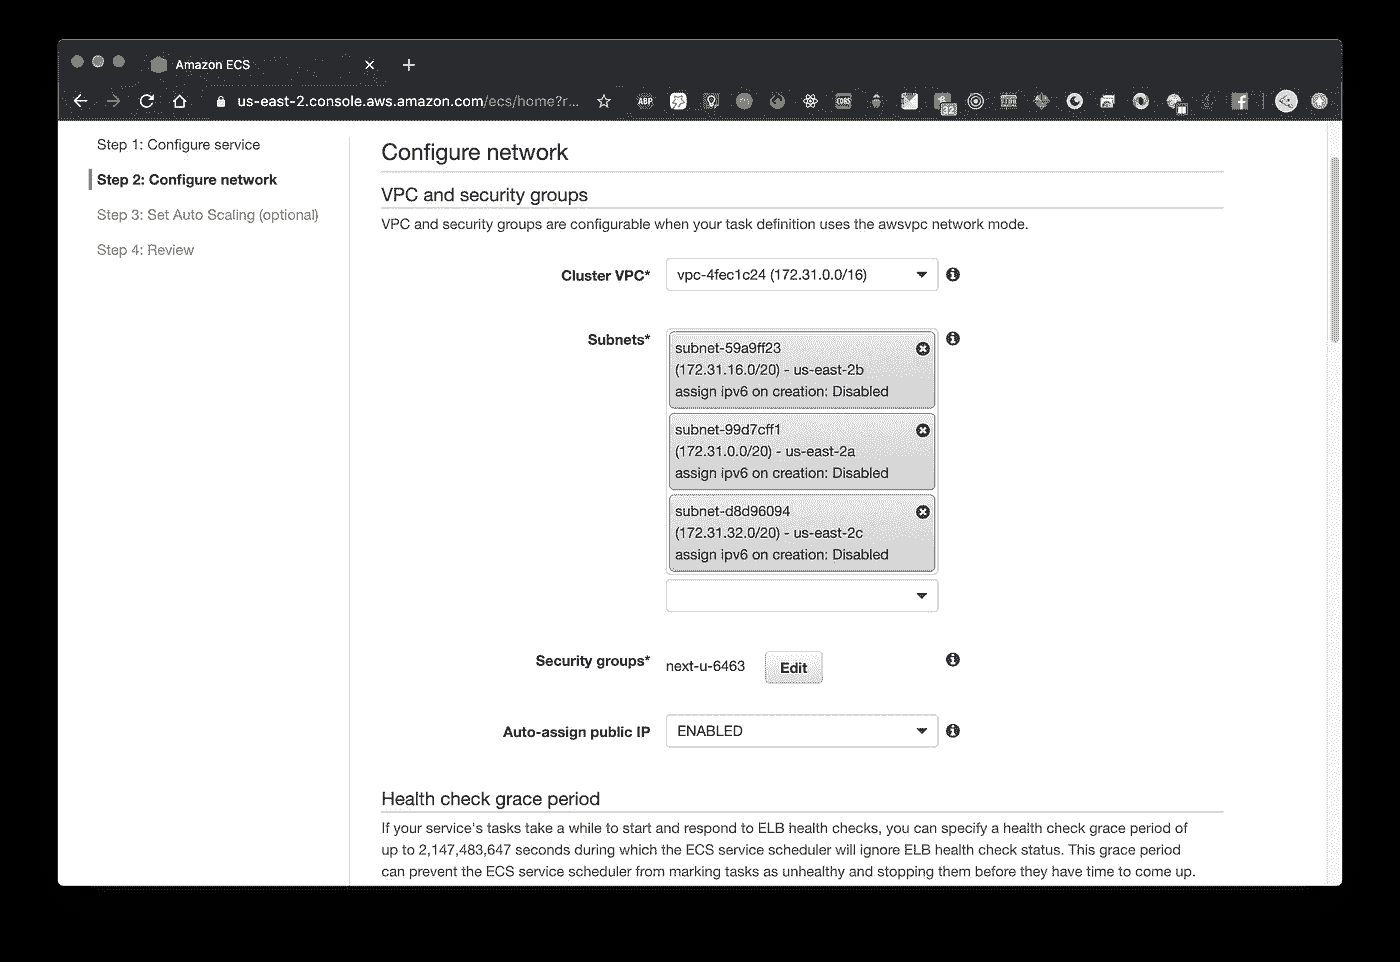 Amazon ECS
us-east-2.console.aws.amazon.com/ecs/home?r...
ABP
CORS
32
Step 1: Configure service
Step 2: Configure network
Step 3: Set Auto Scaling (optional)
Step 4: Review
Configure network
VPC and security groups
VPC and security groups are configurable when your task definition uses the awsvpc network mode.
Cluster VPC*
vpc-4fec1c24 (172.31.0.0/16)
Subnets*
subnet-59a9ff23
(172.31.16.0/20) - us-east-2b
assign ipv6 on creation: Disabled
subnet-99d7cff1
(172.31.0.0/20) - us-east-2a
assign ipv6 on creation: Disabled
subnet-d8d96094
(172.31.32.0/20) - us-east-2c
assign ipv6 on creation: Disabled
Security groups*
next-u-6463
Edit
Auto-assign public IP
ENABLED
Health check grace period
If your service's tasks take a while to start and respond to ELB health checks, you can specify a health check grace period of
up to 2,147,483,647 seconds during which the ECS service scheduler will ignore ELB health check status. This grace period
can prevent the ECS service scheduler from marking tasks as unhealthy and stopping them before they have time to come up.